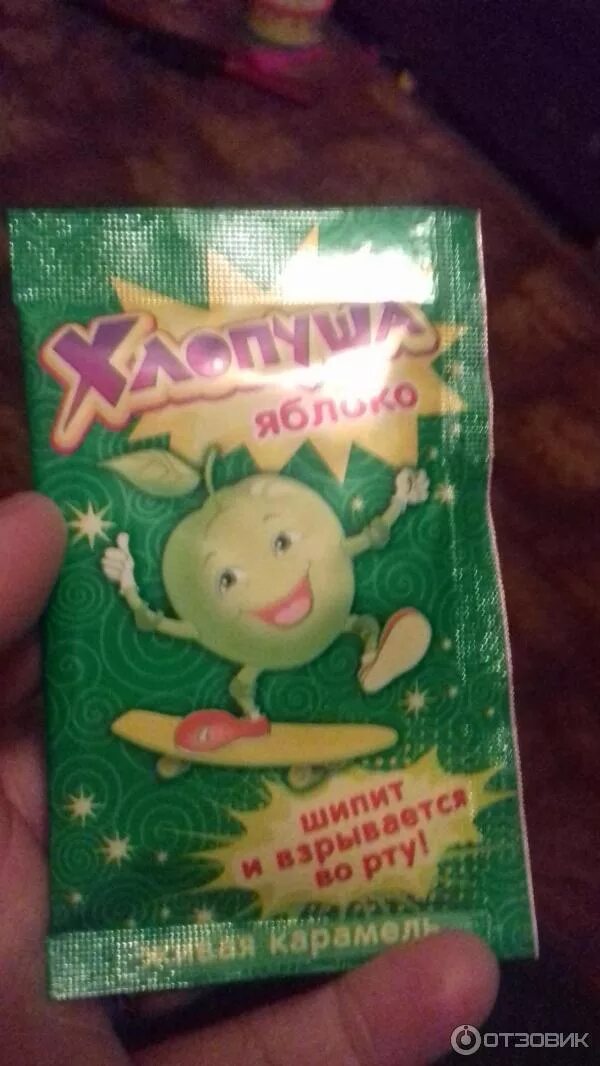 Хлопуша
яблоко
шипит
и взрывается
во рту!
живая карамель
ОТЗОВИК